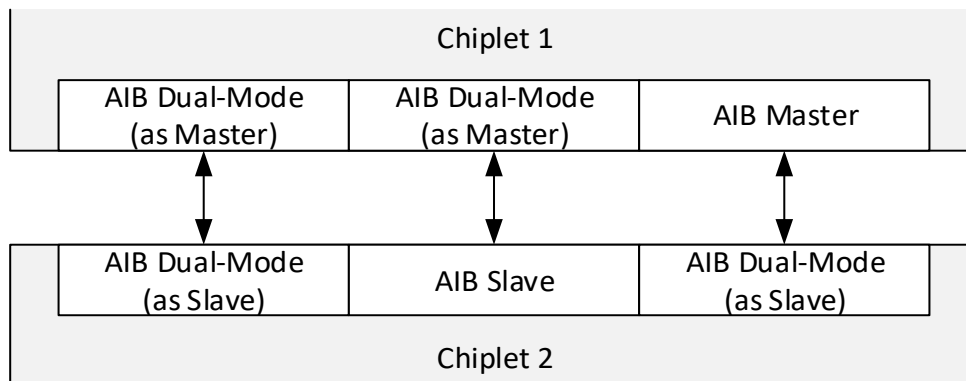 Chiplet 1
AIB Dual-Mode
(as Master)
AIB Dual-Mode
(as Master)
AIB Master
AIB Dual-Mode
(as Slave)
AIB Slave
AIB Dual-Mode
(as Slave)
Chiplet 2